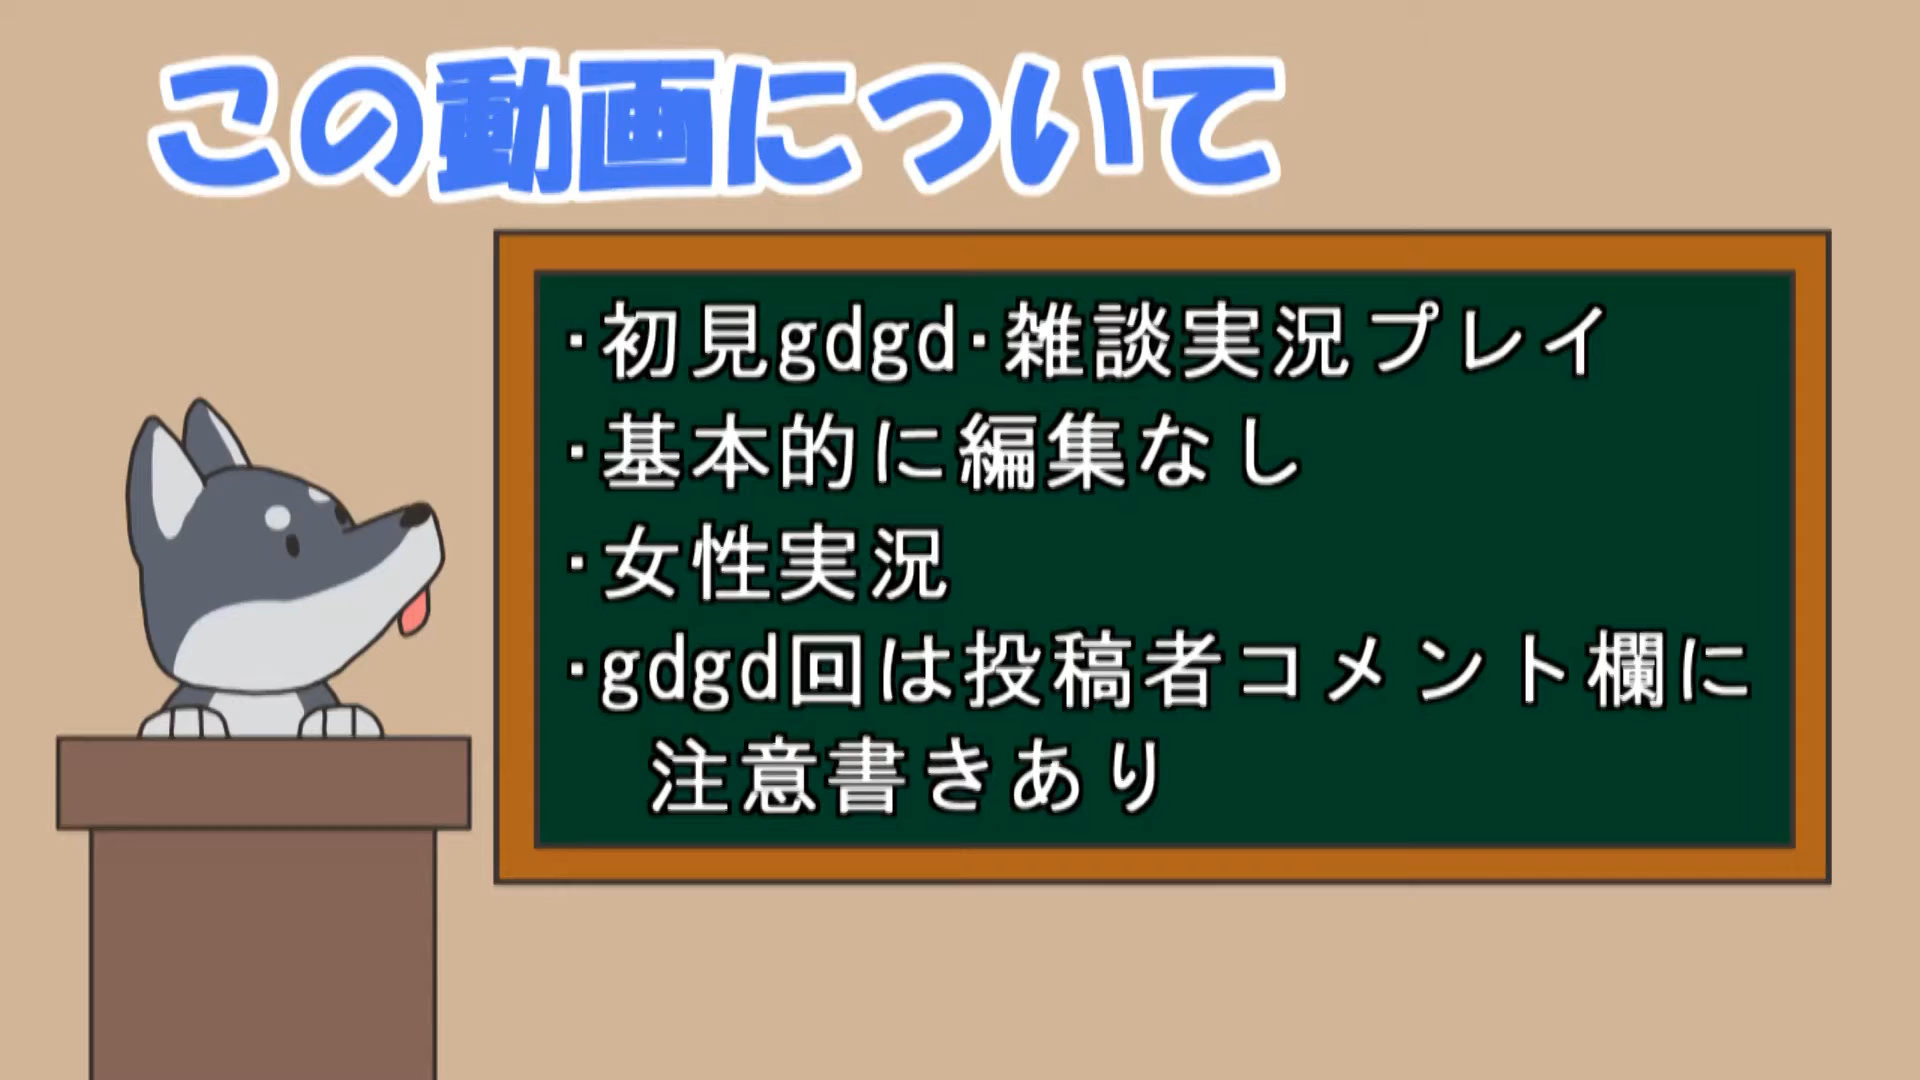 この動画について
・初見gdgd・雑談実況プレイ
・基本的に編集なし
・女性実況
・gdgd回は投稿者コメント欄に
注意書きあり